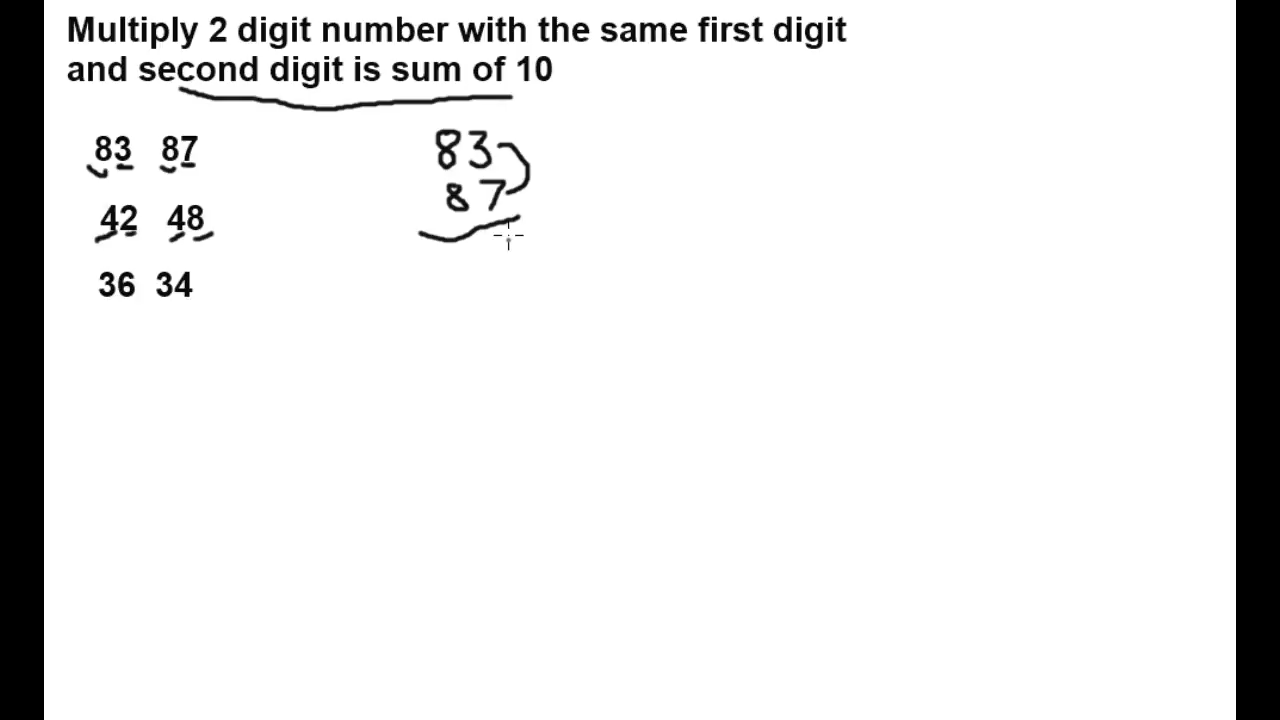 Multiply 2 digit number with the same first digit
and second digit is sum of 10
83 87
42 48
36 34
83
87